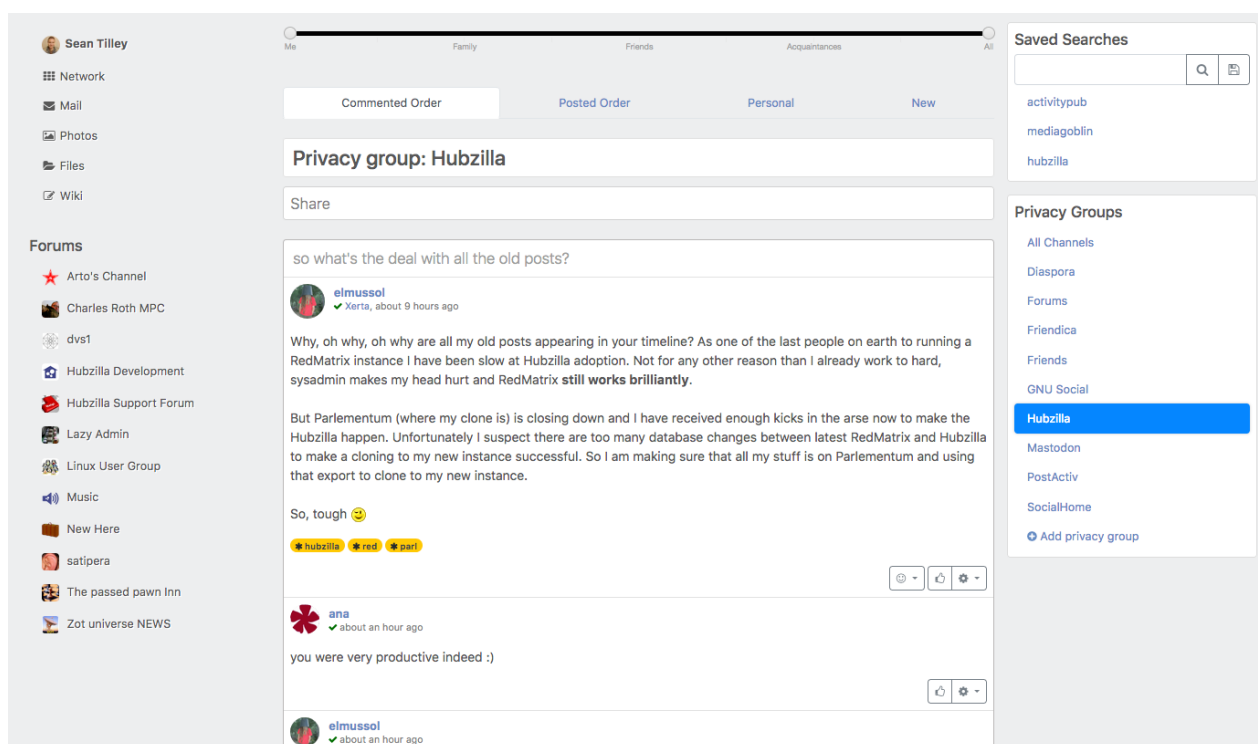 Sean Tilley
Network
Mail
Photos
Files
Wiki
Forums
Arto's Channel
Charles Roth MPC
dvs1
Hubzilla Development
Hubzilla Support Forum
Lazy Admin
Linux User Group
Music
New Here
satipera
The passed pawn Inn
Zot universe NEWS
Me Family Friends Acquaintances All
Commented Order Posted Order Personal New
Privacy group: Hubzilla
Share
so what's the deal with all the old posts?
elmussol
Xerta, about 9 hours ago
Why, oh why, oh why are all my old posts appearing in your timeline? As one of the last people on earth to running a
RedMatrix instance I have been slow at Hubzilla adoption. Not for any other reason than I already work to hard,
sysadmin makes my head hurt and RedMatrix still works brilliantly.
But Parlementum (where my clone is) is closing down and I have received enough kicks in the arse now to make the
Hubzilla happen. Unfortunately I suspect there are too many database changes between latest RedMatrix and Hubzilla
to make a cloning to my new instance successful. So I am making sure that all my stuff is on Parlementum and using
that export to clone to my new instance.
So, tough
hubzilla red parl
ana
about an hour ago
you were very productive indeed :)
elmussol
about an hour ago
Saved Searches
activitypub
mediagoblin
hubzilla
Privacy Groups
All Channels
Diaspora
Forums
Friendica
Friends
GNU Social
Hubzilla
Mastodon
PostActiv
SocialHome
Add privacy group